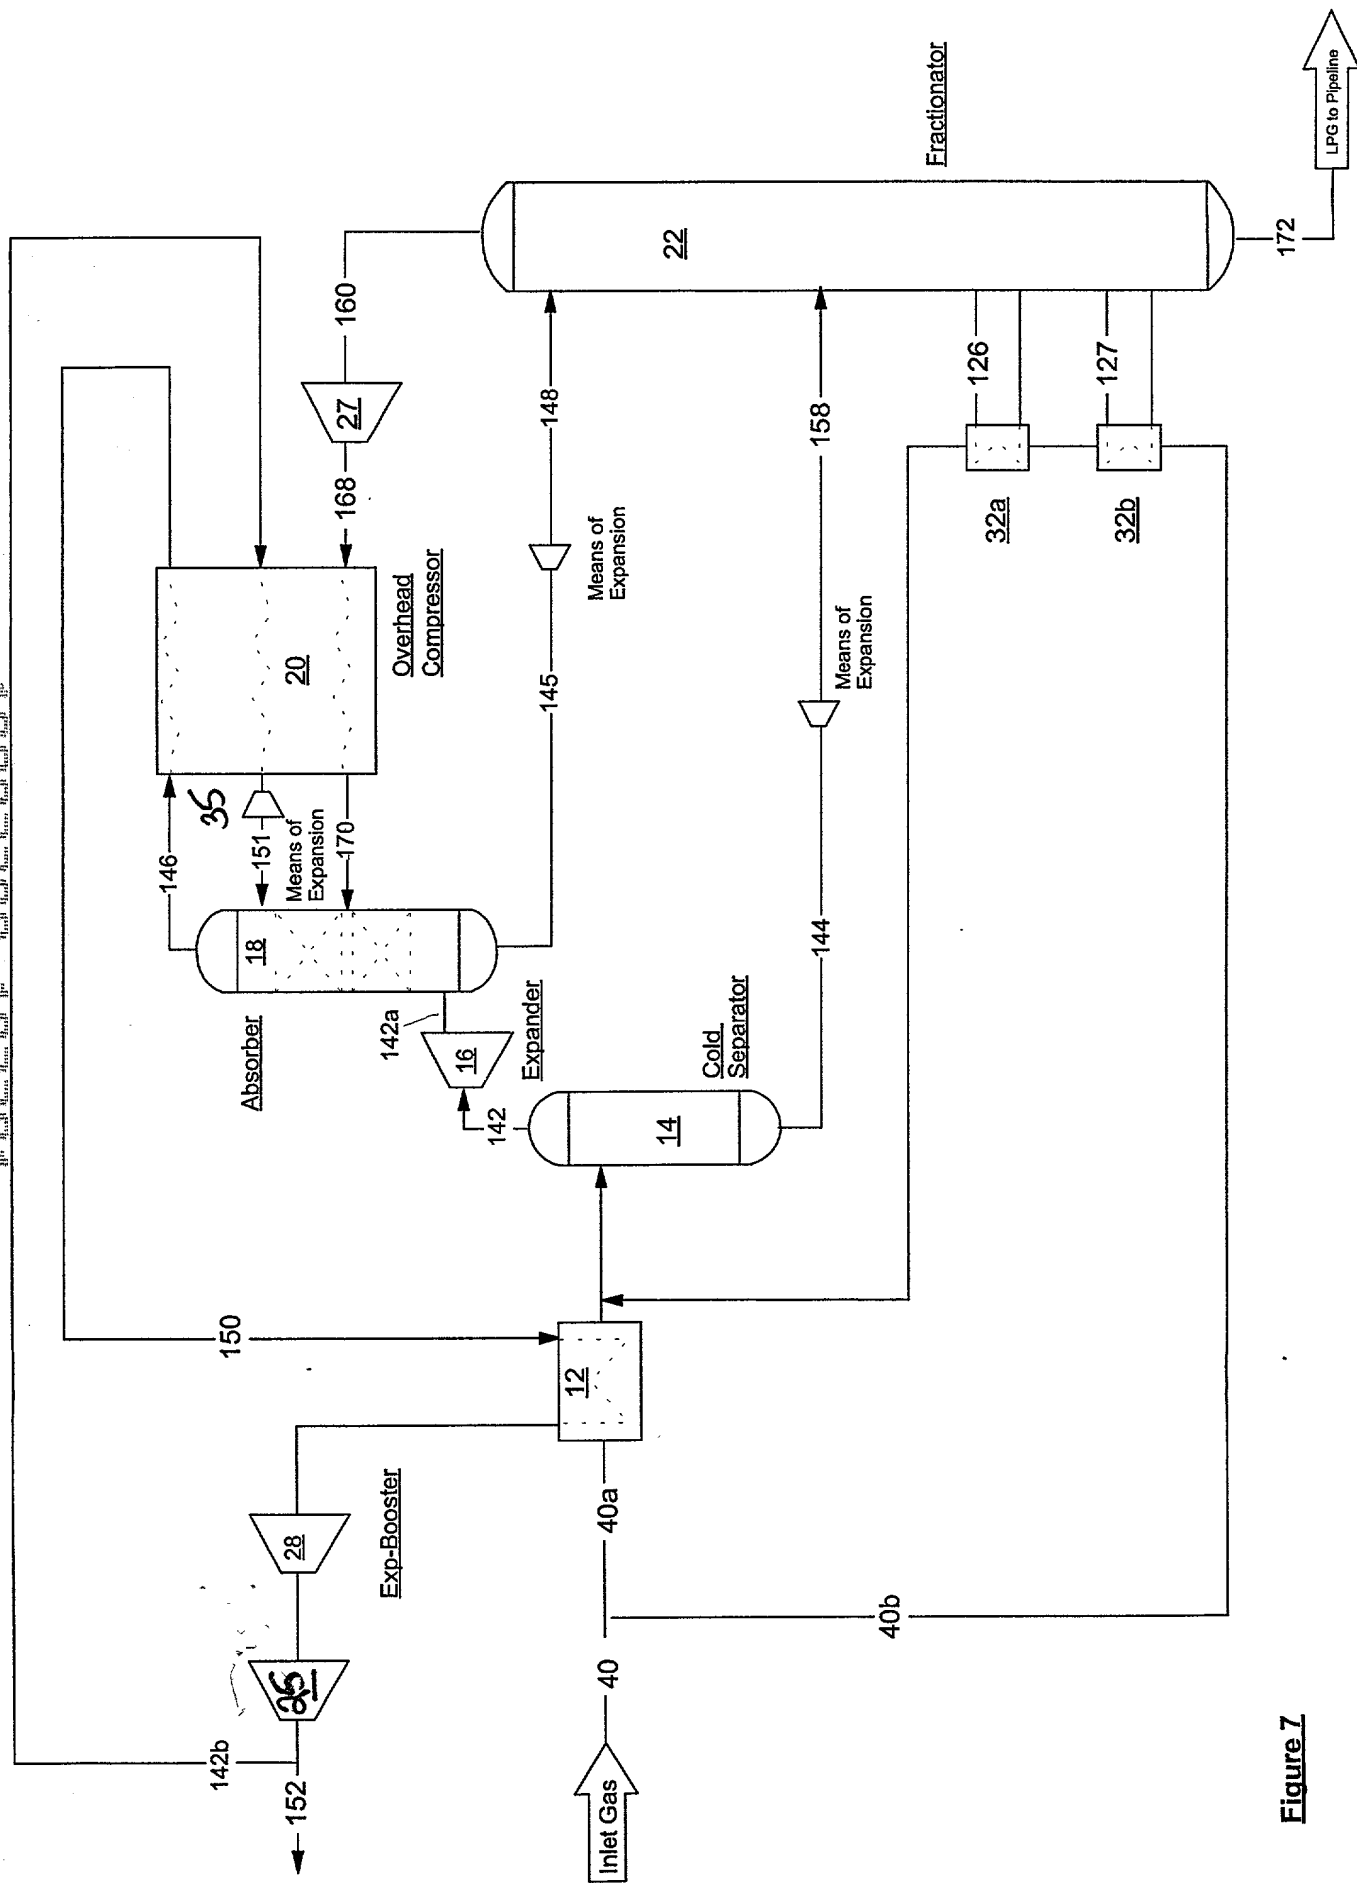 LPG to Pipeline
172
Fractionator
22
160
27
168
20
Overhead
Compressor
148
Means of
Expansion
145
158
Means of
Expansion
144
126
127
32a
32b
146
35
151
Means of
Expansion
170
18
Absorber
142a
16
Expander
142
Cold
Separator
14
150
12
28
Exp-Booster
25
142b
152
40a
40
40b
Inlet Gas
Figure 7